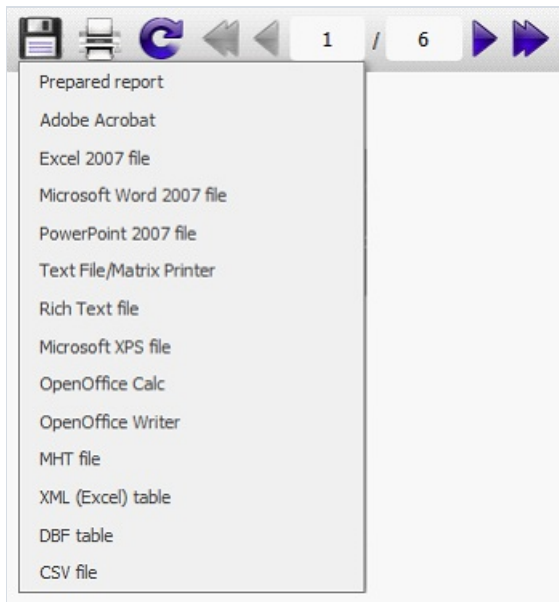 1 / 6
Prepared report
Adobe Acrobat
Excel 2007 file
Microsoft Word 2007 file
PowerPoint 2007 file
Text File/Matrix Printer
Rich Text file
Microsoft XPS file
OpenOffice Calc
OpenOffice Writer
MHT file
XML (Excel) table
DBF table
CSV file